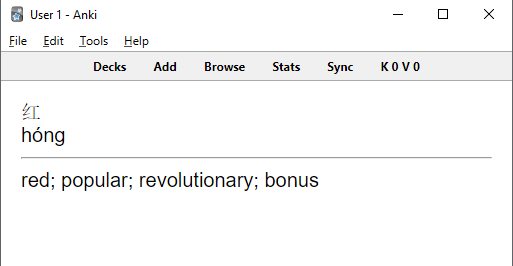 User 1 - Anki
File Edit Tools Help
Decks Add Browse Stats Sync K 0 V 0
红
hóng
red; popular; revolutionary; bonus